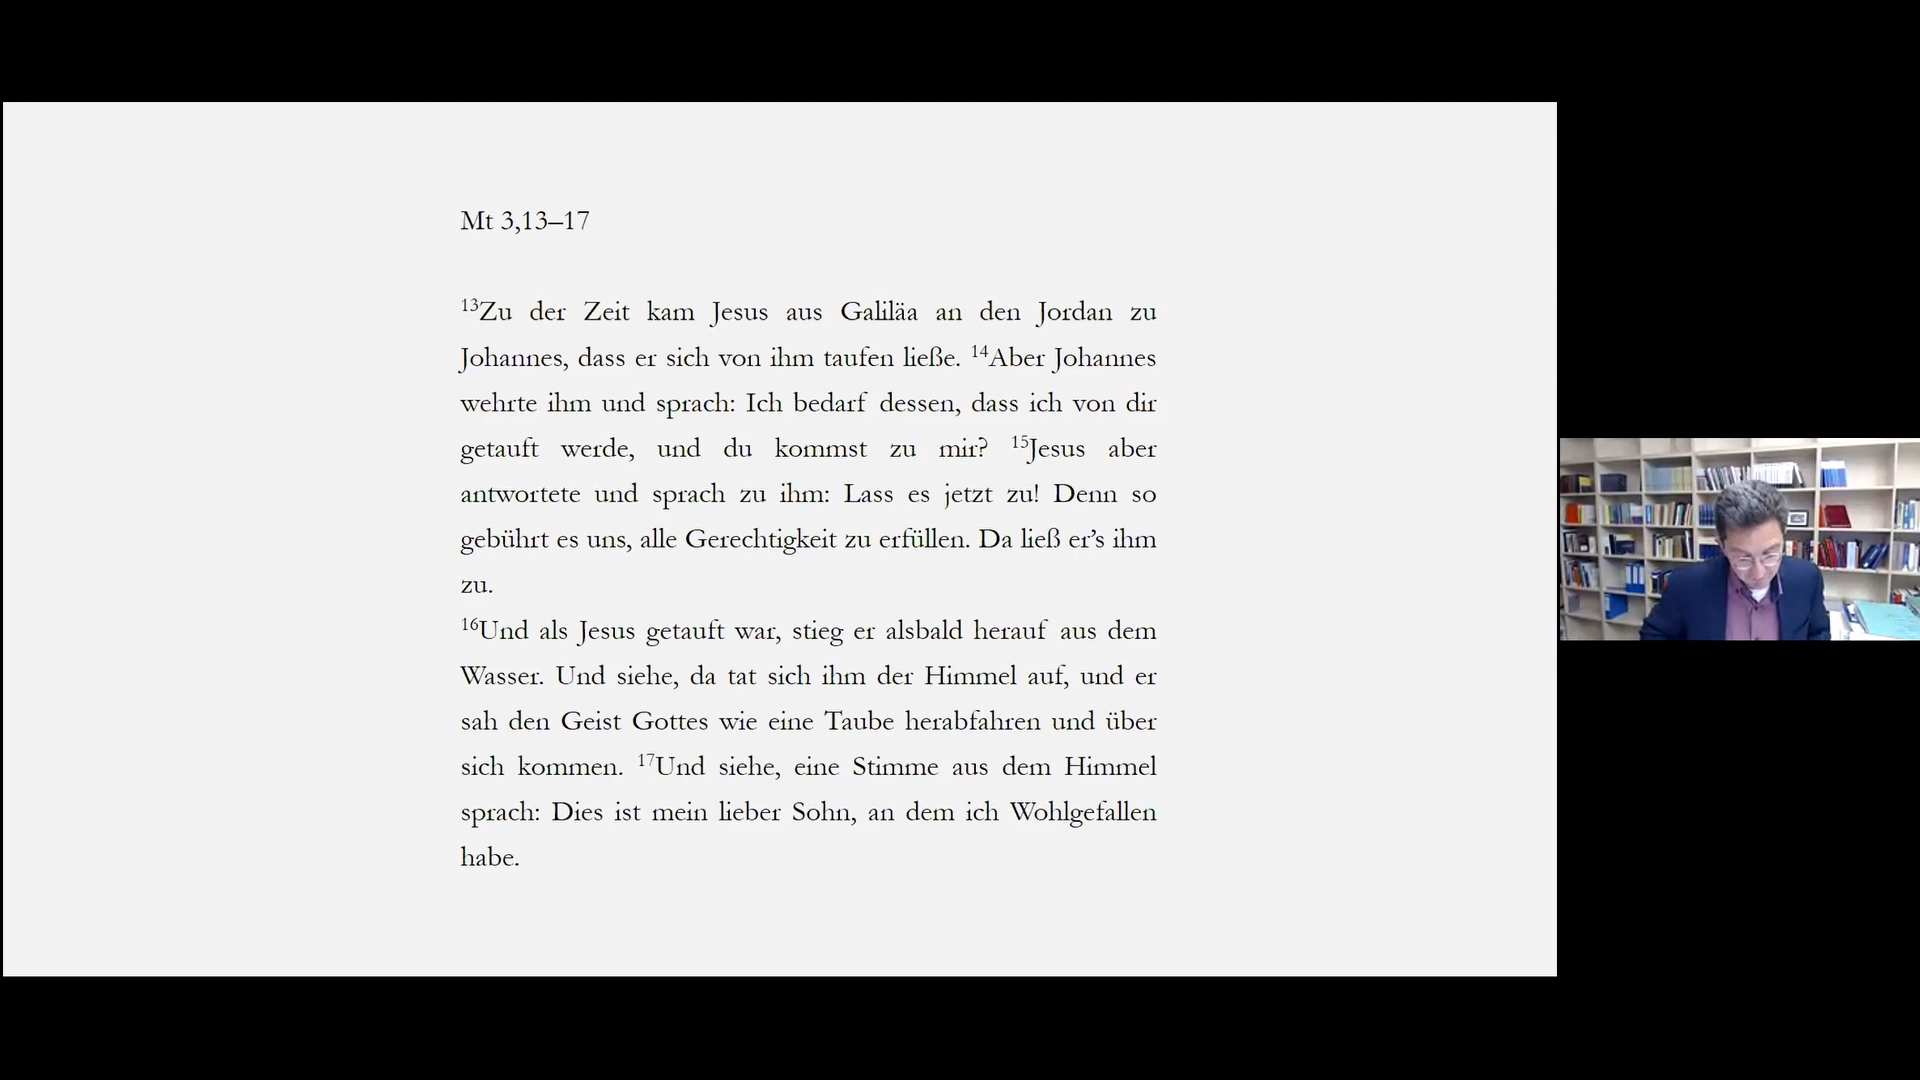 Mt 3,13–17
¹³Zu der Zeit kam Jesus aus Galiläa an den Jordan zu
Johannes, dass er sich von ihm taufen ließe. ¹⁴Aber Johannes
wehrte ihm und sprach: Ich bedarf dessen, dass ich von dir
getauft werde, und du kommst zu mir? ¹⁵Jesus aber
antwortete und sprach zu ihm: Lass es jetzt zu! Denn so
gebührt es uns, alle Gerechtigkeit zu erfüllen. Da ließ er’s ihm
zu.
¹⁶Und als Jesus getauft war, stieg er alsbald herauf aus dem
Wasser. Und siehe, da tat sich ihm der Himmel auf, und er
sah den Geist Gottes wie eine Taube herabfahren und über
sich kommen. ¹⁷Und siehe, eine Stimme aus dem Himmel
sprach: Dies ist mein lieber Sohn, an dem ich Wohlgefallen
habe.